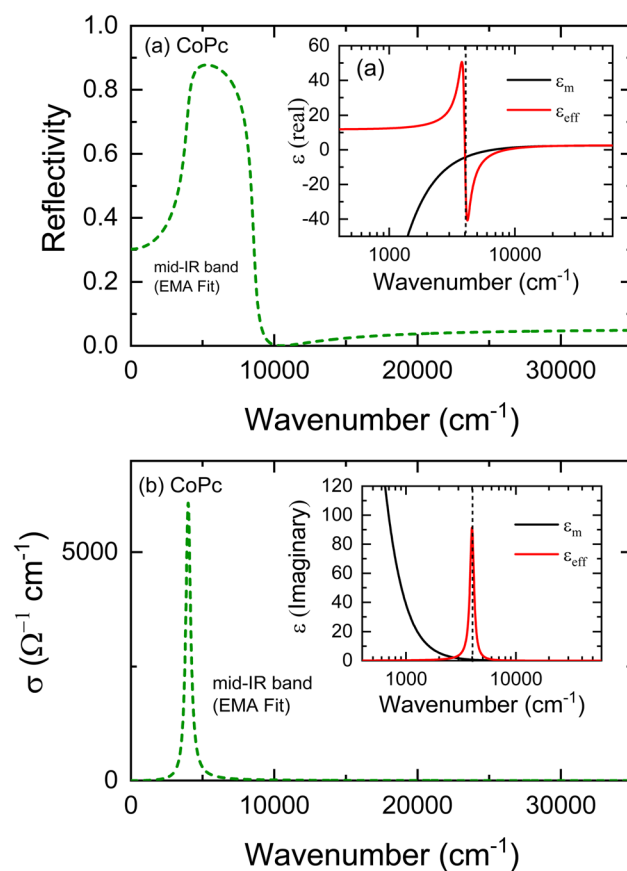 (a) CoPc
Reflectivity
1.0
0.8
0.6
0.4
0.2
0.0
mid-IR band
(EMA Fit)
0 10000 20000 30000
Wavenumber (cm⁻¹)
(a)
ε (real)
60
40
20
0
-20
-40
εₘ
ε_eff
1000 10000
Wavenumber (cm⁻¹)
(b) CoPc
σ (Ω⁻¹ cm⁻¹)
5000
0
mid-IR band
(EMA Fit)
0 10000 20000 30000
Wavenumber (cm⁻¹)
ε (Imaginary)
120
100
80
60
40
20
0
εₘ
ε_eff
1000 10000
Wavenumber (cm⁻¹)